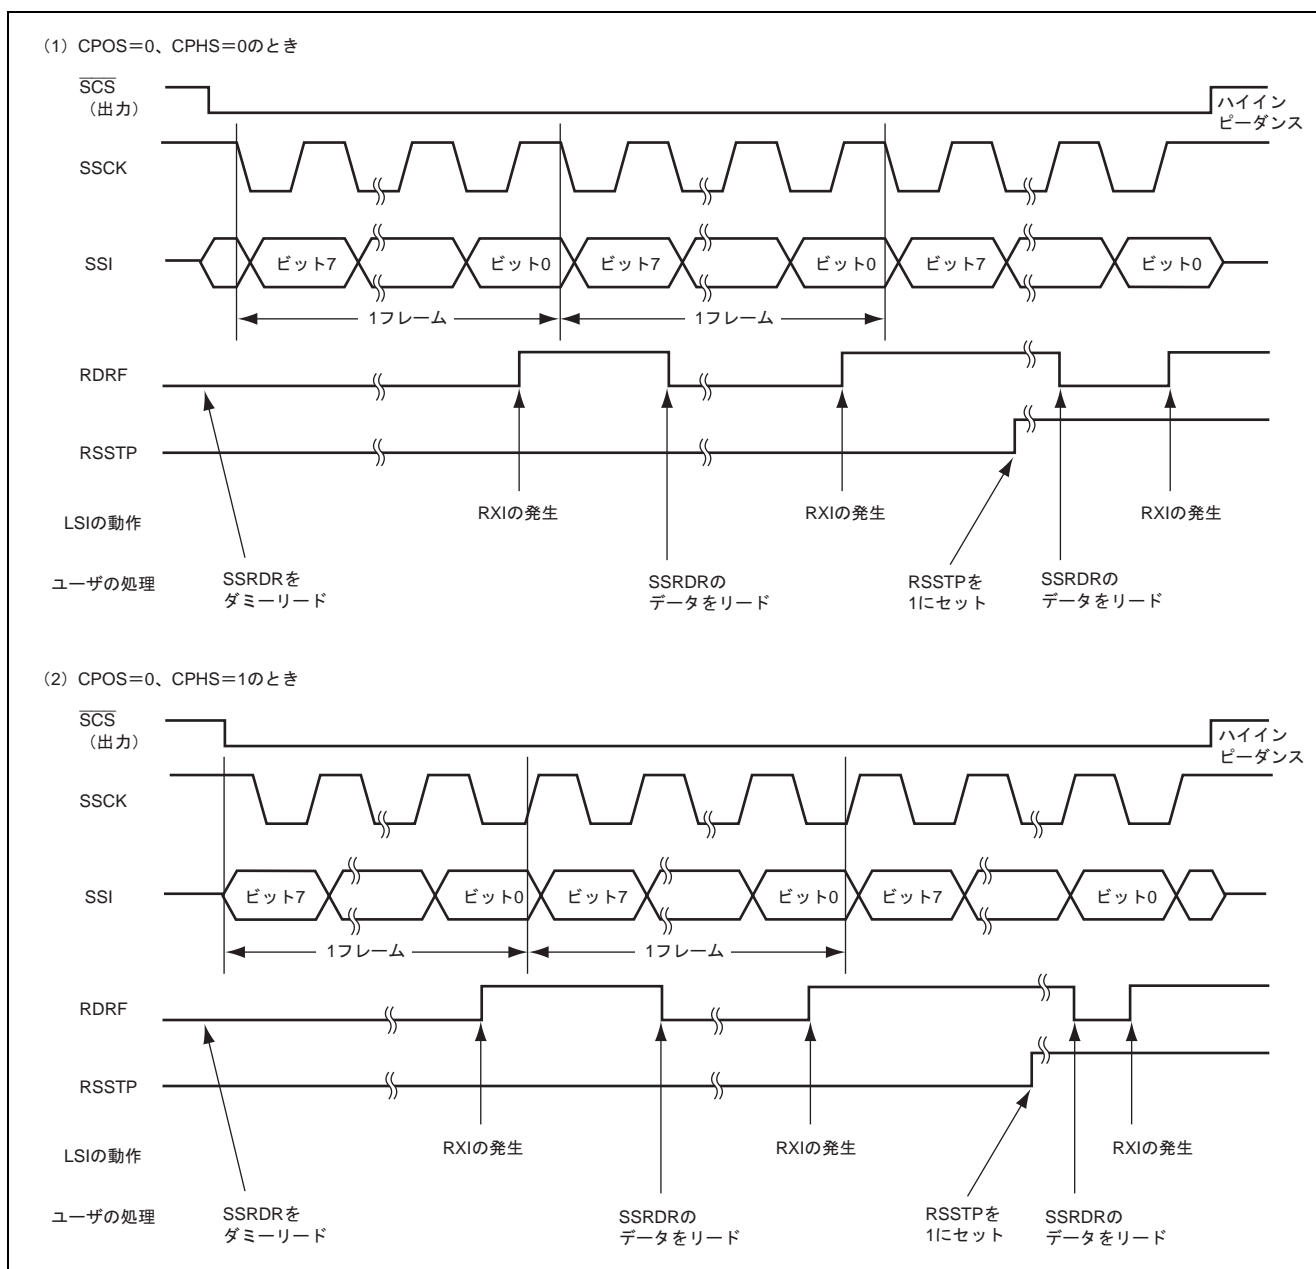 (1) CPOS＝0、CPHS＝0のとき
SCS
（出力）
ハイイン
ピーダンス
SSCK
SSI
ビット7
ビット0
ビット7
ビット0
ビット7
ビット0
1フレーム
1フレーム
RDRF
RSSTP
LSIの動作
RXIの発生
RXIの発生
RXIの発生
ユーザの処理
SSRDRを
ダミーリード
SSRDRの
データをリード
RSSTPを
1にセット
SSRDRの
データをリード
(2) CPOS＝0、CPHS＝1のとき
SCS
（出力）
ハイイン
ピーダンス
SSCK
SSI
ビット7
ビット0
ビット7
ビット0
ビット7
ビット0
1フレーム
1フレーム
RDRF
RSSTP
LSIの動作
RXIの発生
RXIの発生
RXIの発生
ユーザの処理
SSRDRを
ダミーリード
SSRDRの
データをリード
RSSTPを
1にセット
SSRDRの
データをリード